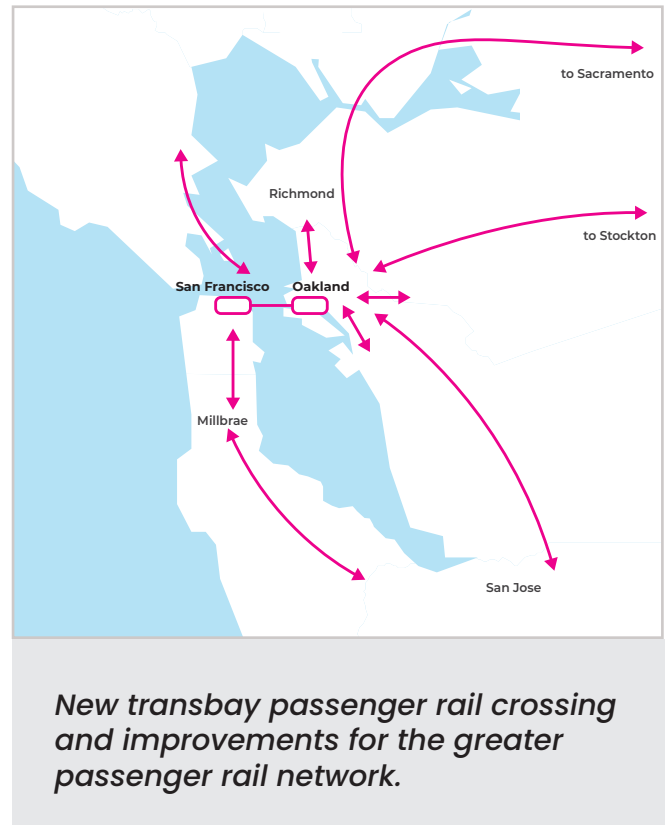 to Sacramento
Richmond
to Stockton
San Francisco
Oakland
Millbrae
San Jose
New transbay passenger rail crossing
and improvements for the greater
passenger rail network.